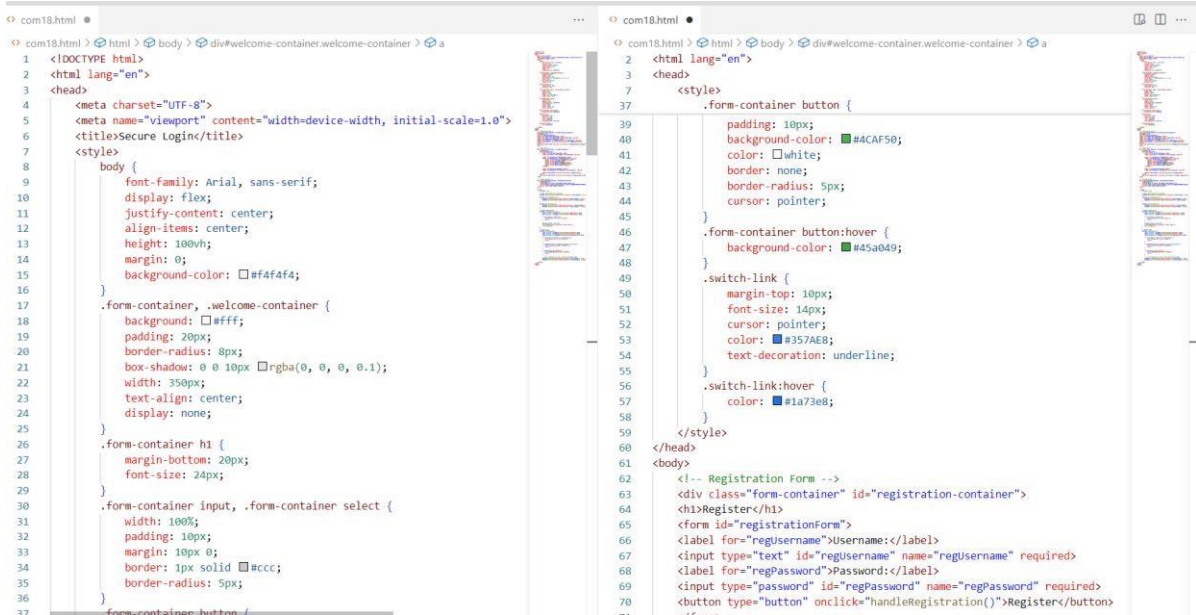 com18.html
com18.html > html > body > div#welcome-container.welcome-container > a
1 <!DOCTYPE html>
2 <html lang="en">
3 <head>
4 <meta charset="UTF-8">
5 <meta name="viewport" content="width=device-width, initial-scale=1.0">
6 <title>Secure Login</title>
7 <style>
8 body {
9 font-family: Arial, sans-serif;
10 display: flex;
11 justify-content: center;
12 align-items: center;
13 height: 100vh;
14 margin: 0;
15 background-color: #f4f4f4;
16 }
17 .form-container, .welcome-container {
18 background: #fff;
19 padding: 20px;
20 border-radius: 8px;
21 box-shadow: 0 0 10px rgba(0, 0, 0, 0.1);
22 width: 350px;
23 text-align: center;
24 display: none;
25 }
26 .form-container h1 {
27 margin-bottom: 20px;
28 font-size: 24px;
29 }
30 .form-container input, .form-container select {
31 width: 100%;
32 padding: 10px;
33 margin: 10px 0;
34 border: 1px solid #ccc;
35 border-radius: 5px;
36 }
37 .form-container button {
com18.html
com18.html > html > body > div#welcome-container.welcome-container > a
2 <html lang="en">
3 <head>
7 <style>
37 .form-container button {
39 padding: 10px;
40 background-color: #4CAF50;
41 color: white;
42 border: none;
43 border-radius: 5px;
44 cursor: pointer;
45 }
46 .form-container button:hover {
47 background-color: #45a049;
48 }
49 .switch-link {
50 margin-top: 10px;
51 font-size: 14px;
52 cursor: pointer;
53 color: #357AE8;
54 text-decoration: underline;
55 }
56 .switch-link:hover {
57 color: #1a73e8;
58 }
59 </style>
60 </head>
61 <body>
62 <!-- Registration Form -->
63 <div class="form-container" id="registration-container">
64 <h1>Register</h1>
65 <form id="registrationForm">
66 <label for="regUsername">Username:</label>
67 <input type="text" id="regUsername" name="regUsername" required>
68 <label for="regPassword">Password:</label>
69 <input type="password" id="regPassword" name="regPassword" required>
70 <button type="button" onclick="handleRegistration()">Register</button>